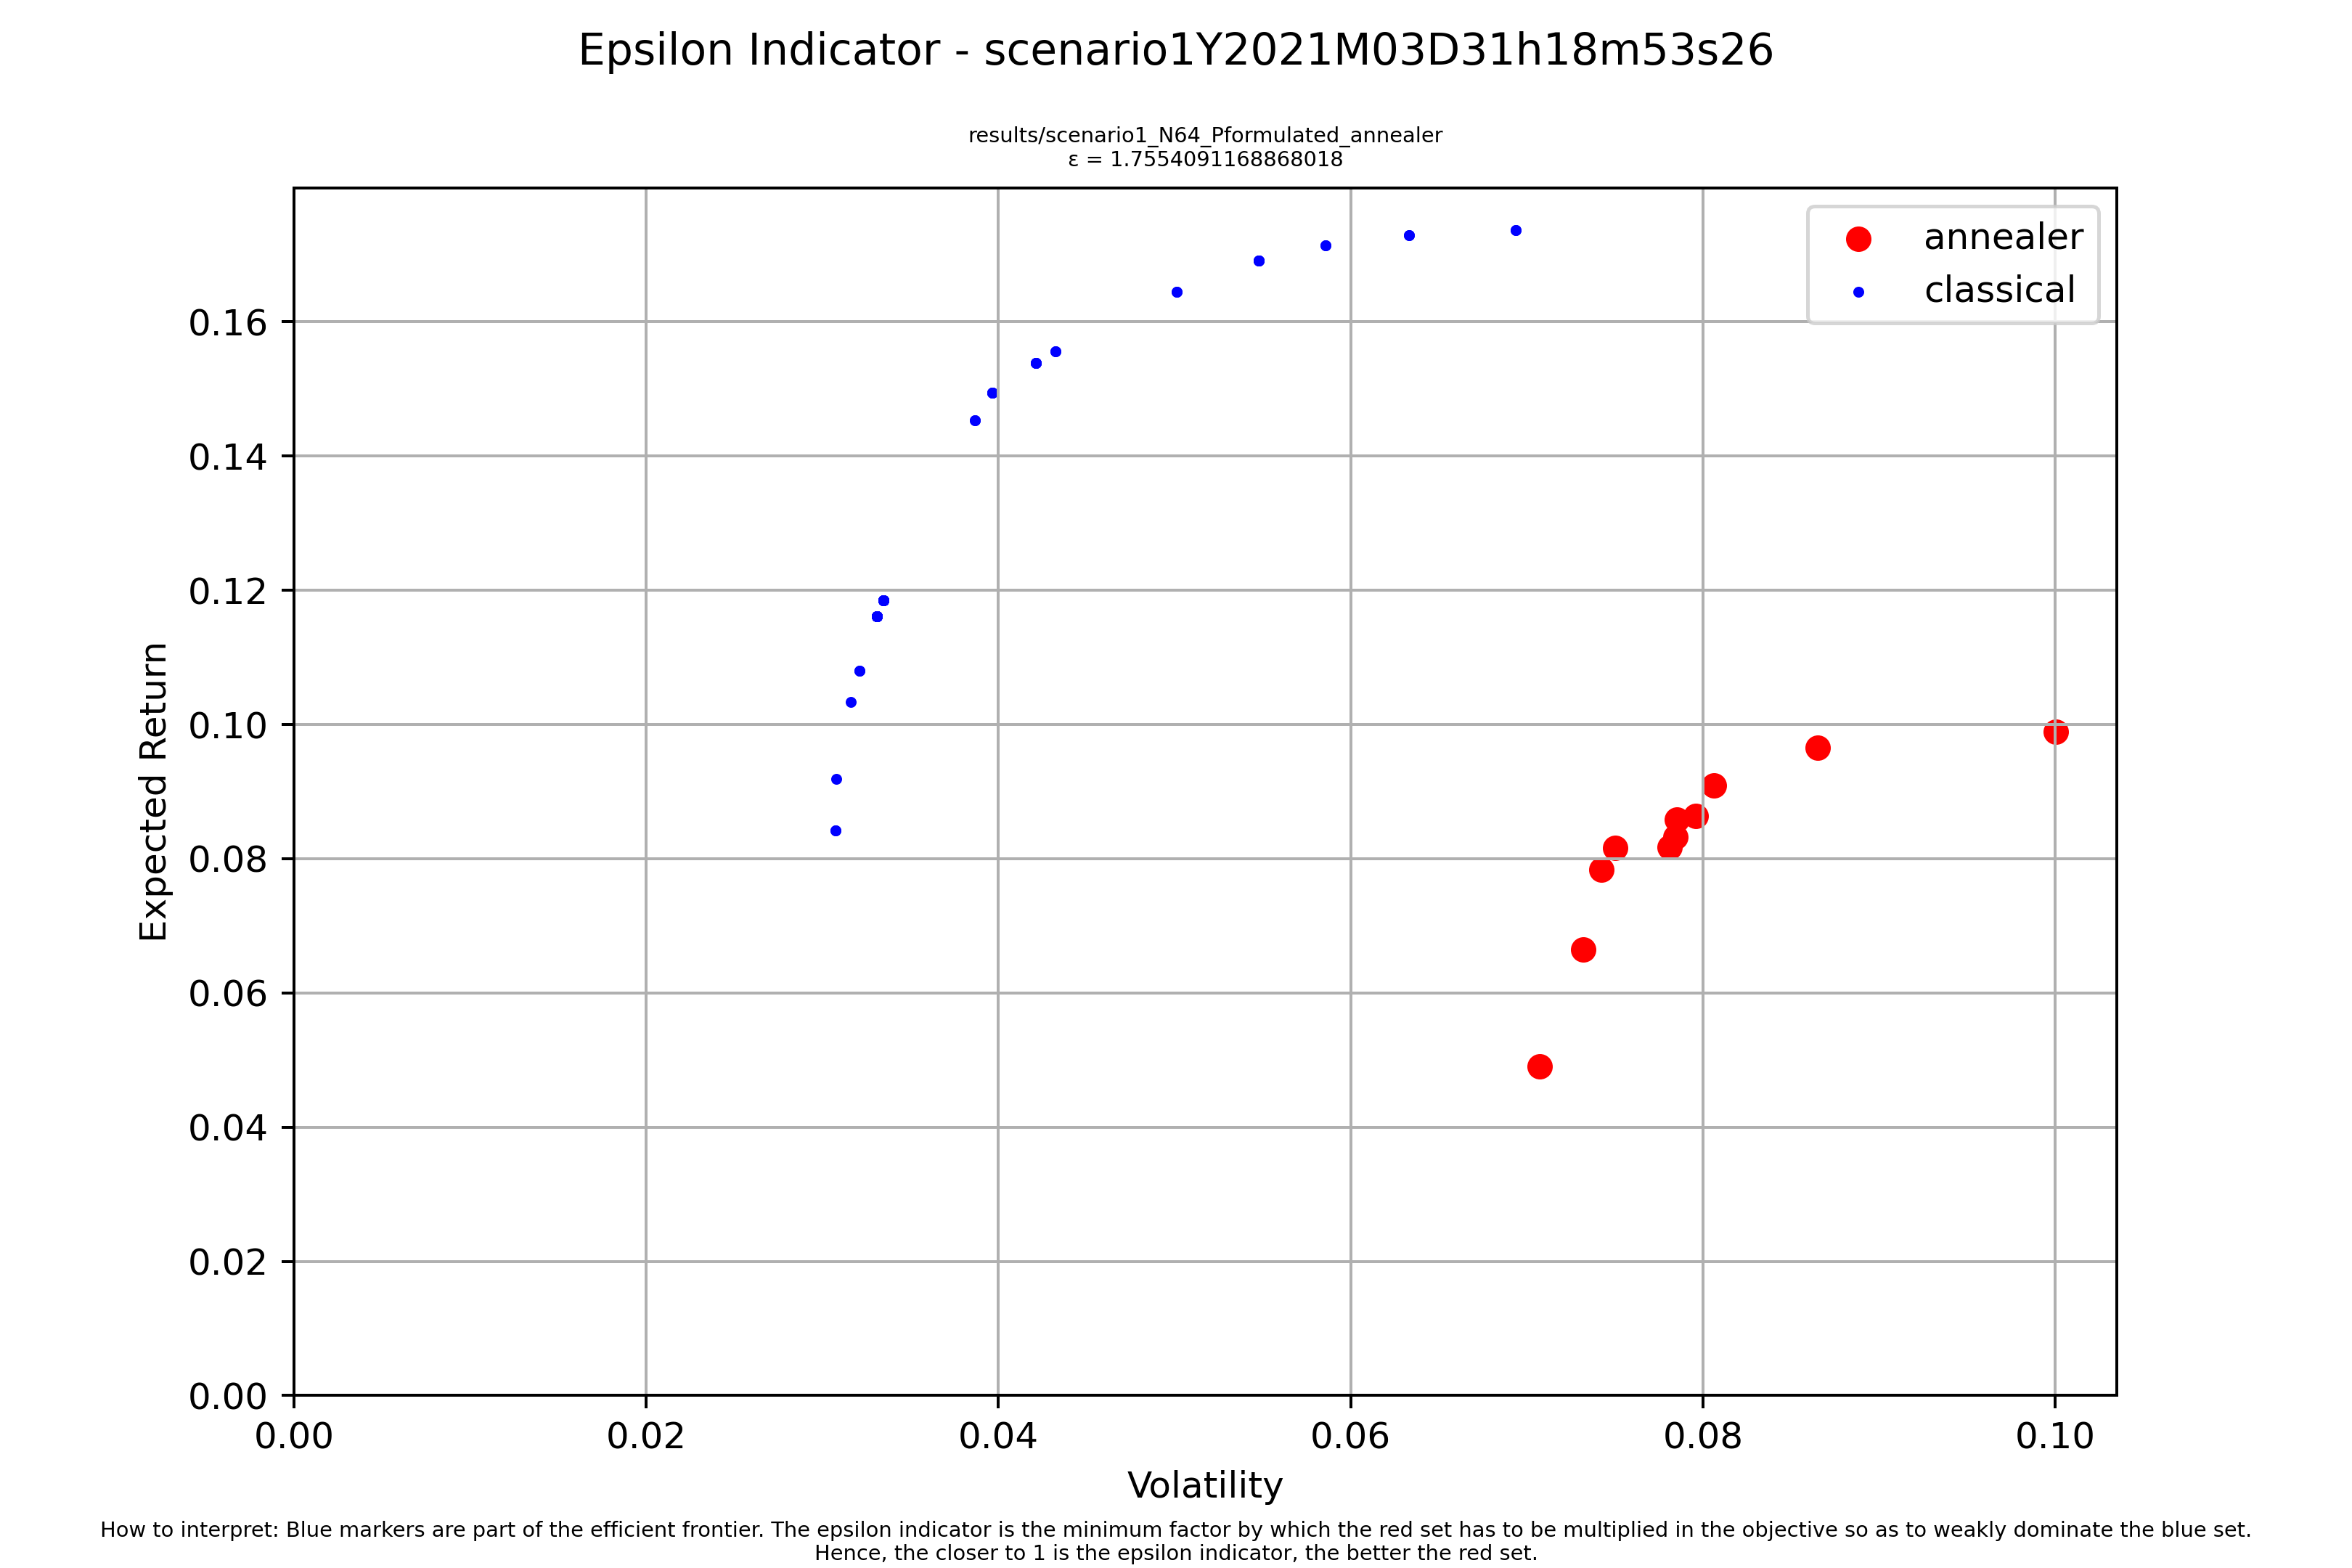 Epsilon Indicator - scenario1Y2021M03D31h18m53s26
results/scenario1_N64_Pformulated_annealer
ε = 1.7554091168868018
annealer
classical
0.16
0.14
0.12
0.10
0.08
0.06
0.04
0.02
0.00
Expected Return
0.00 0.02 0.04 0.06 0.08 0.10
Volatility
How to interpret: Blue markers are part of the efficient frontier. The epsilon indicator is the minimum factor by which the red set has to be multiplied in the objective so as to weakly dominate the blue set.
Hence, the closer to 1 is the epsilon indicator, the better the red set.